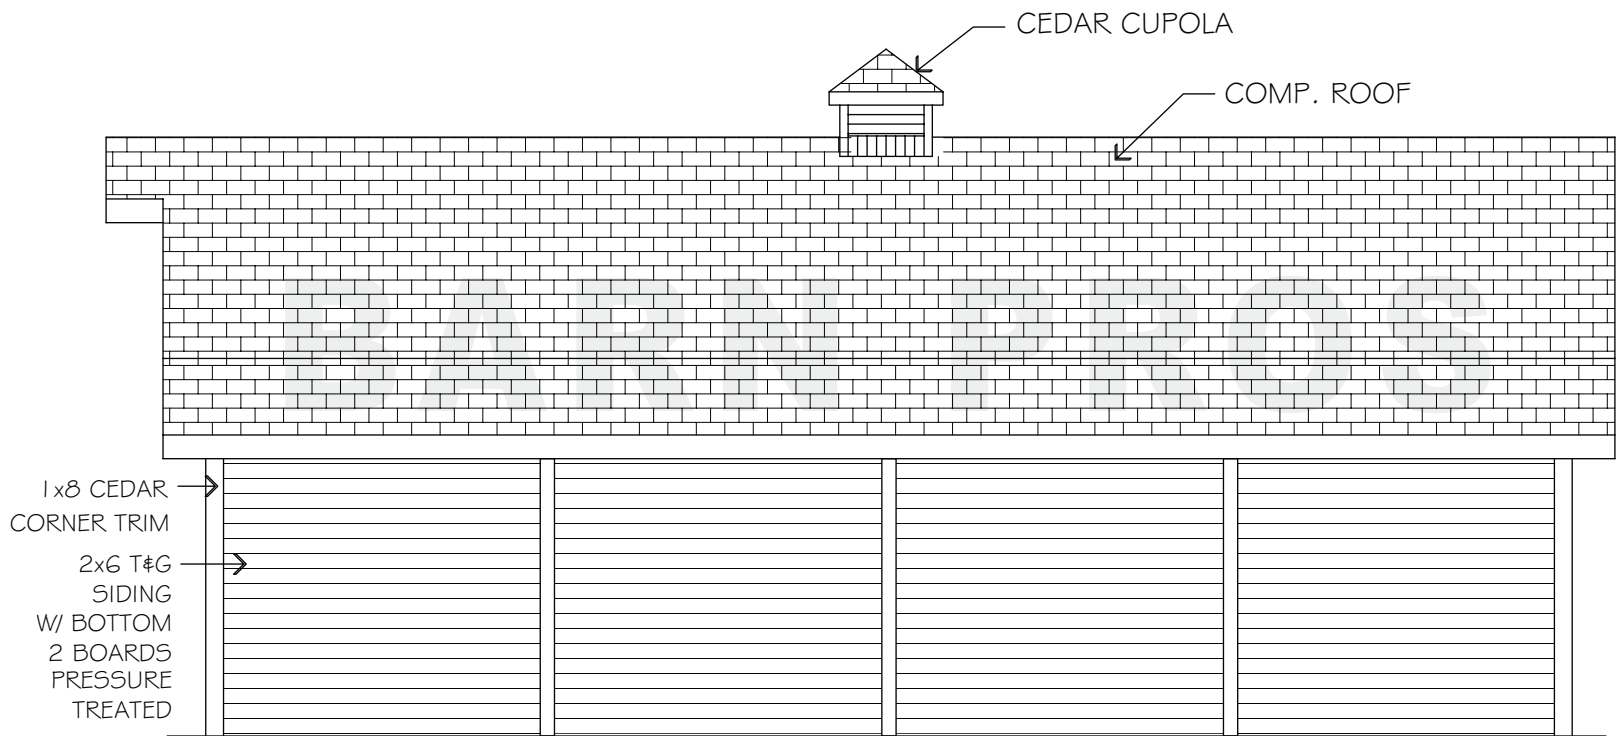 CEDAR CUPOLA
COMP. ROOF
BARN PROS
1x8 CEDAR
CORNER TRIM
2x6 T&G
SIDING
W/ BOTTOM
2 BOARDS
PRESSURE
TREATED